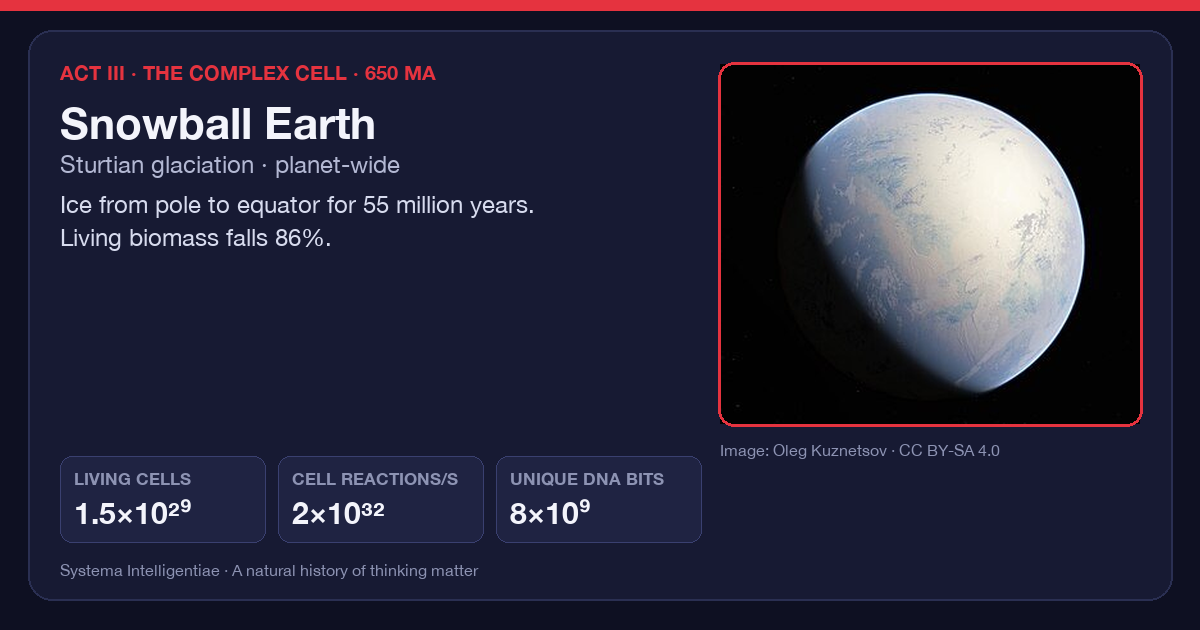 ACT III · THE COMPLEX CELL · 650 MA
Snowball Earth
Sturtian glaciation · planet-wide
Ice from pole to equator for 55 million years.
Living biomass falls 86%.
Image: Oleg Kuznetsov · CC BY-SA 4.0
LIVING CELLS
1.5×10²⁹
CELL REACTIONS/S
2×10³²
UNIQUE DNA BITS
8×10⁹
Systema Intelligentiae · A natural history of thinking matter